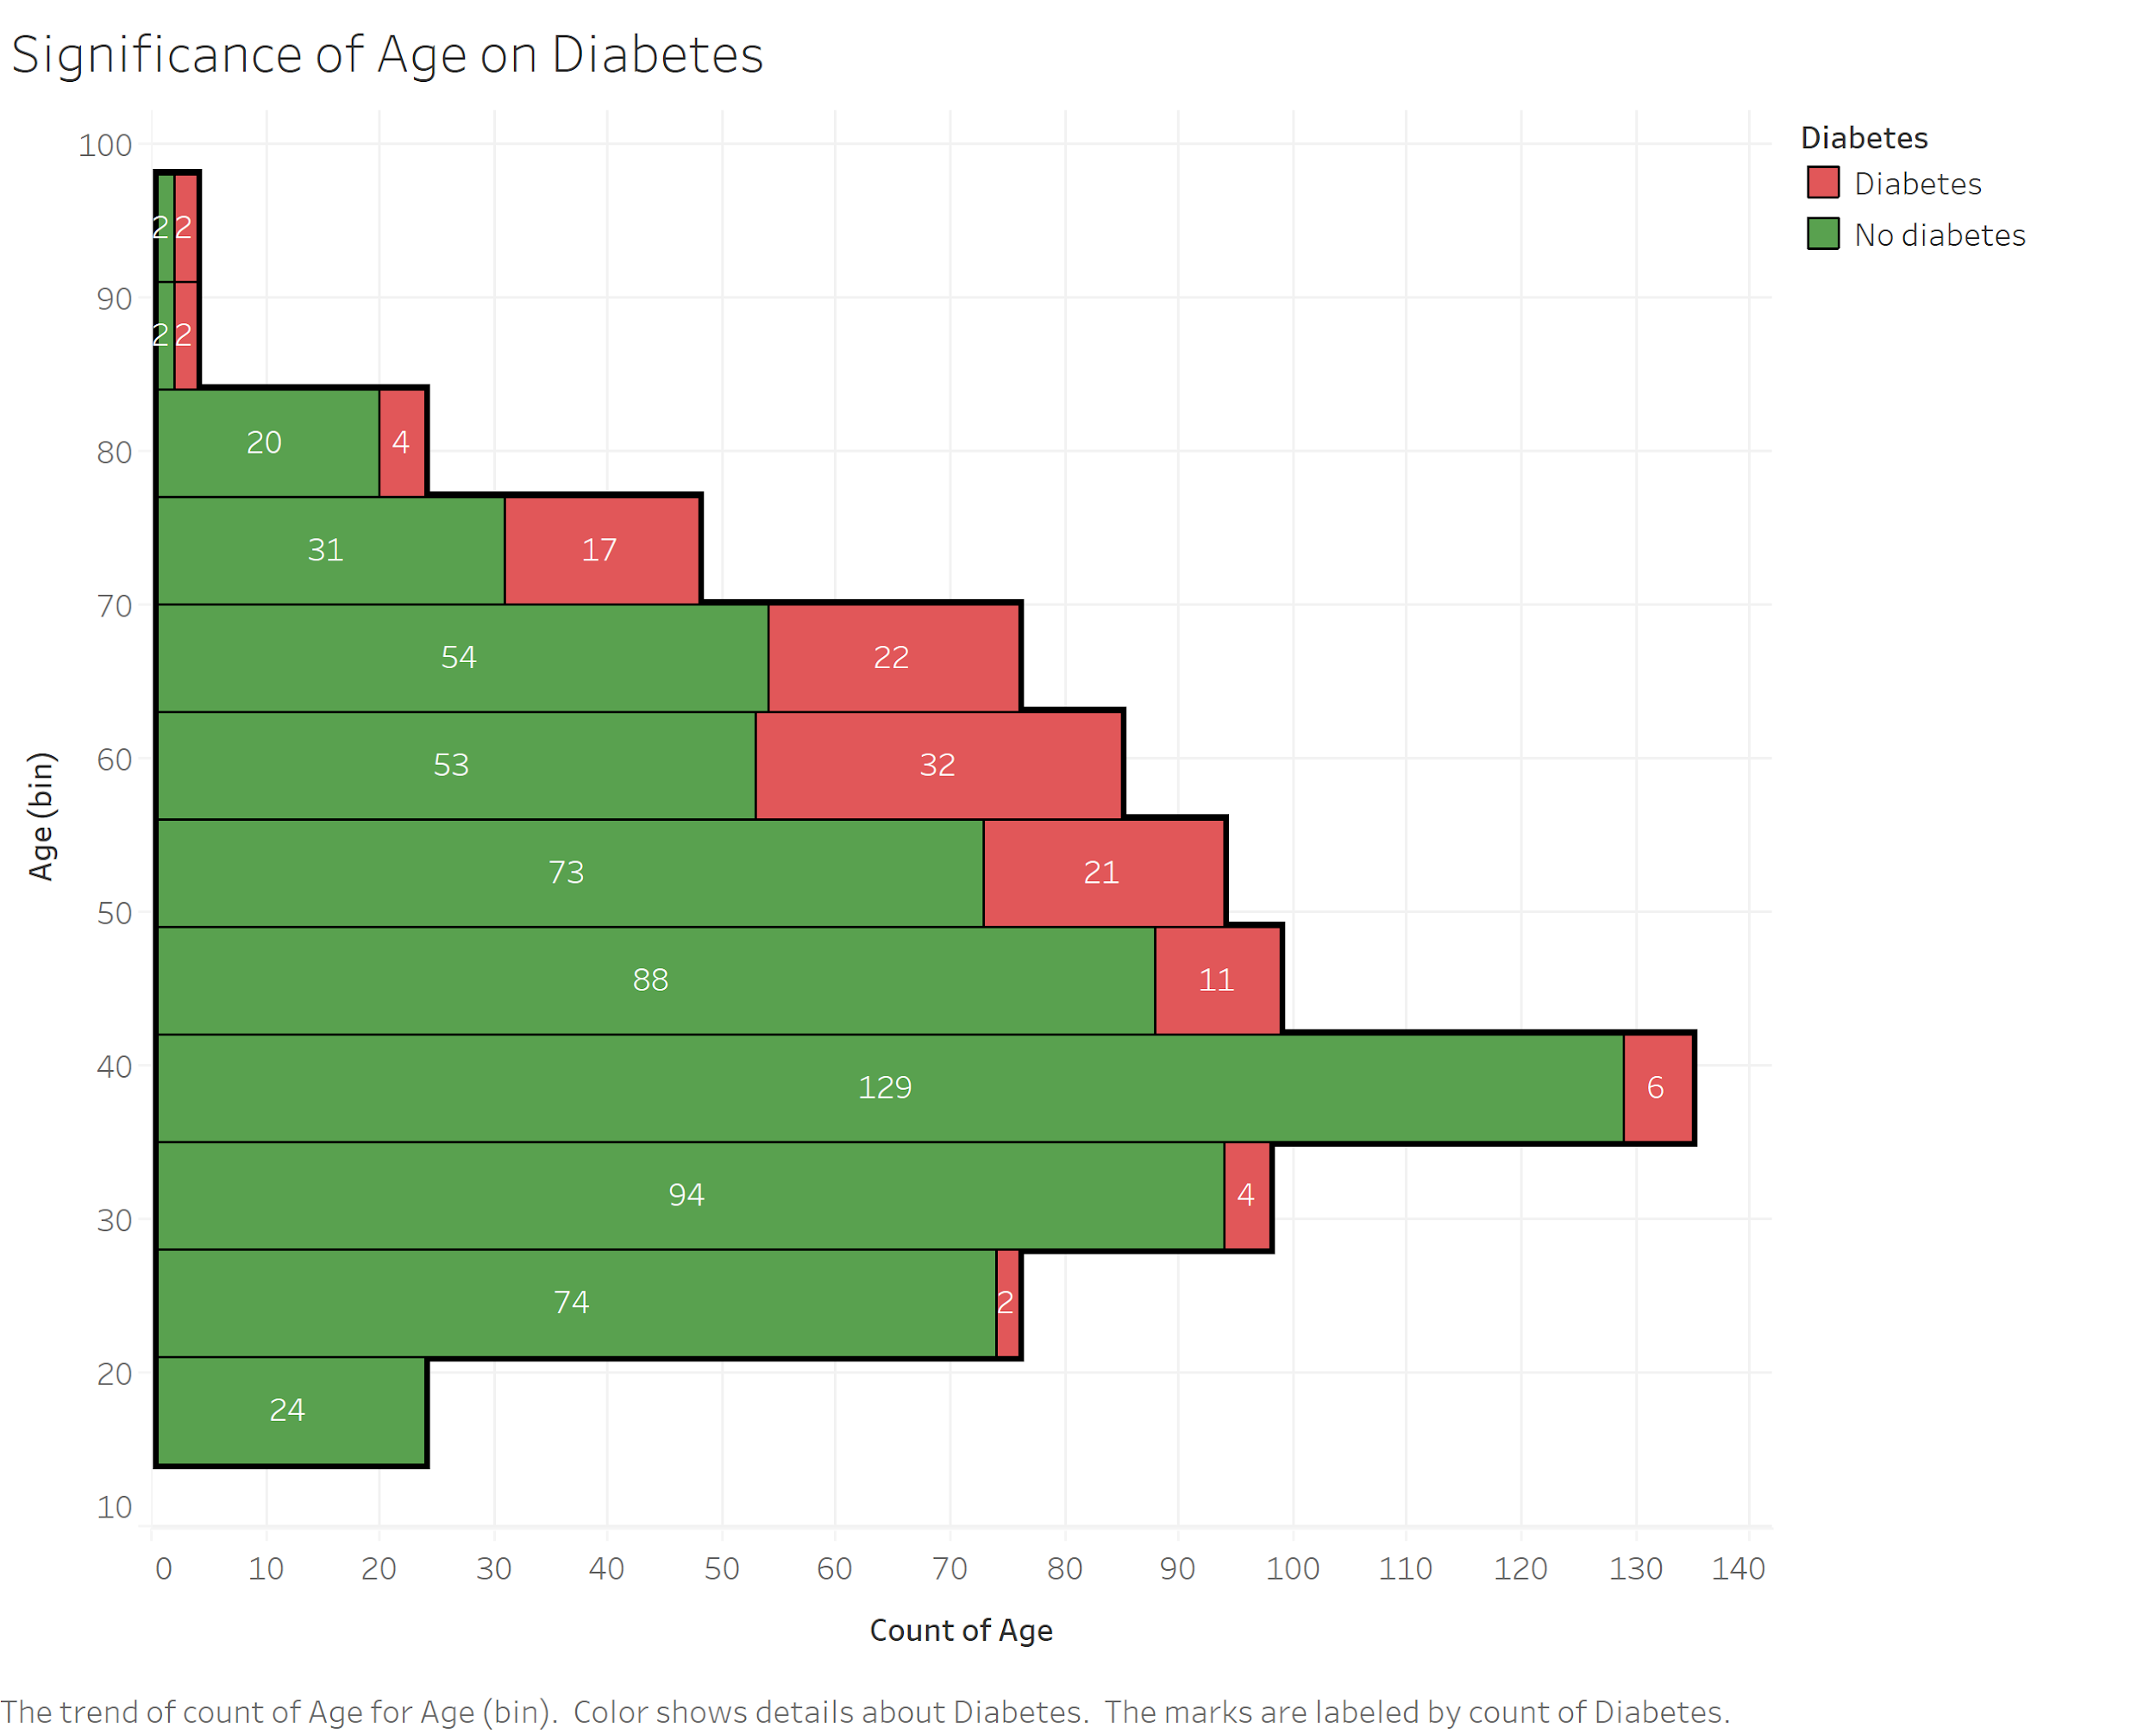 Significance of Age on Diabetes
Diabetes
Diabetes
No diabetes
100
90
80
70
60
50
40
30
20
10
Age (bin)
2 2
2 2
20 4
31 17
54 22
53 32
73 21
88 11
129 6
94 4
74 2
24
0 10 20 30 40 50 60 70 80 90 100 110 120 130 140
Count of Age
The trend of count of Age for Age (bin). Color shows details about Diabetes. The marks are labeled by count of Diabetes.